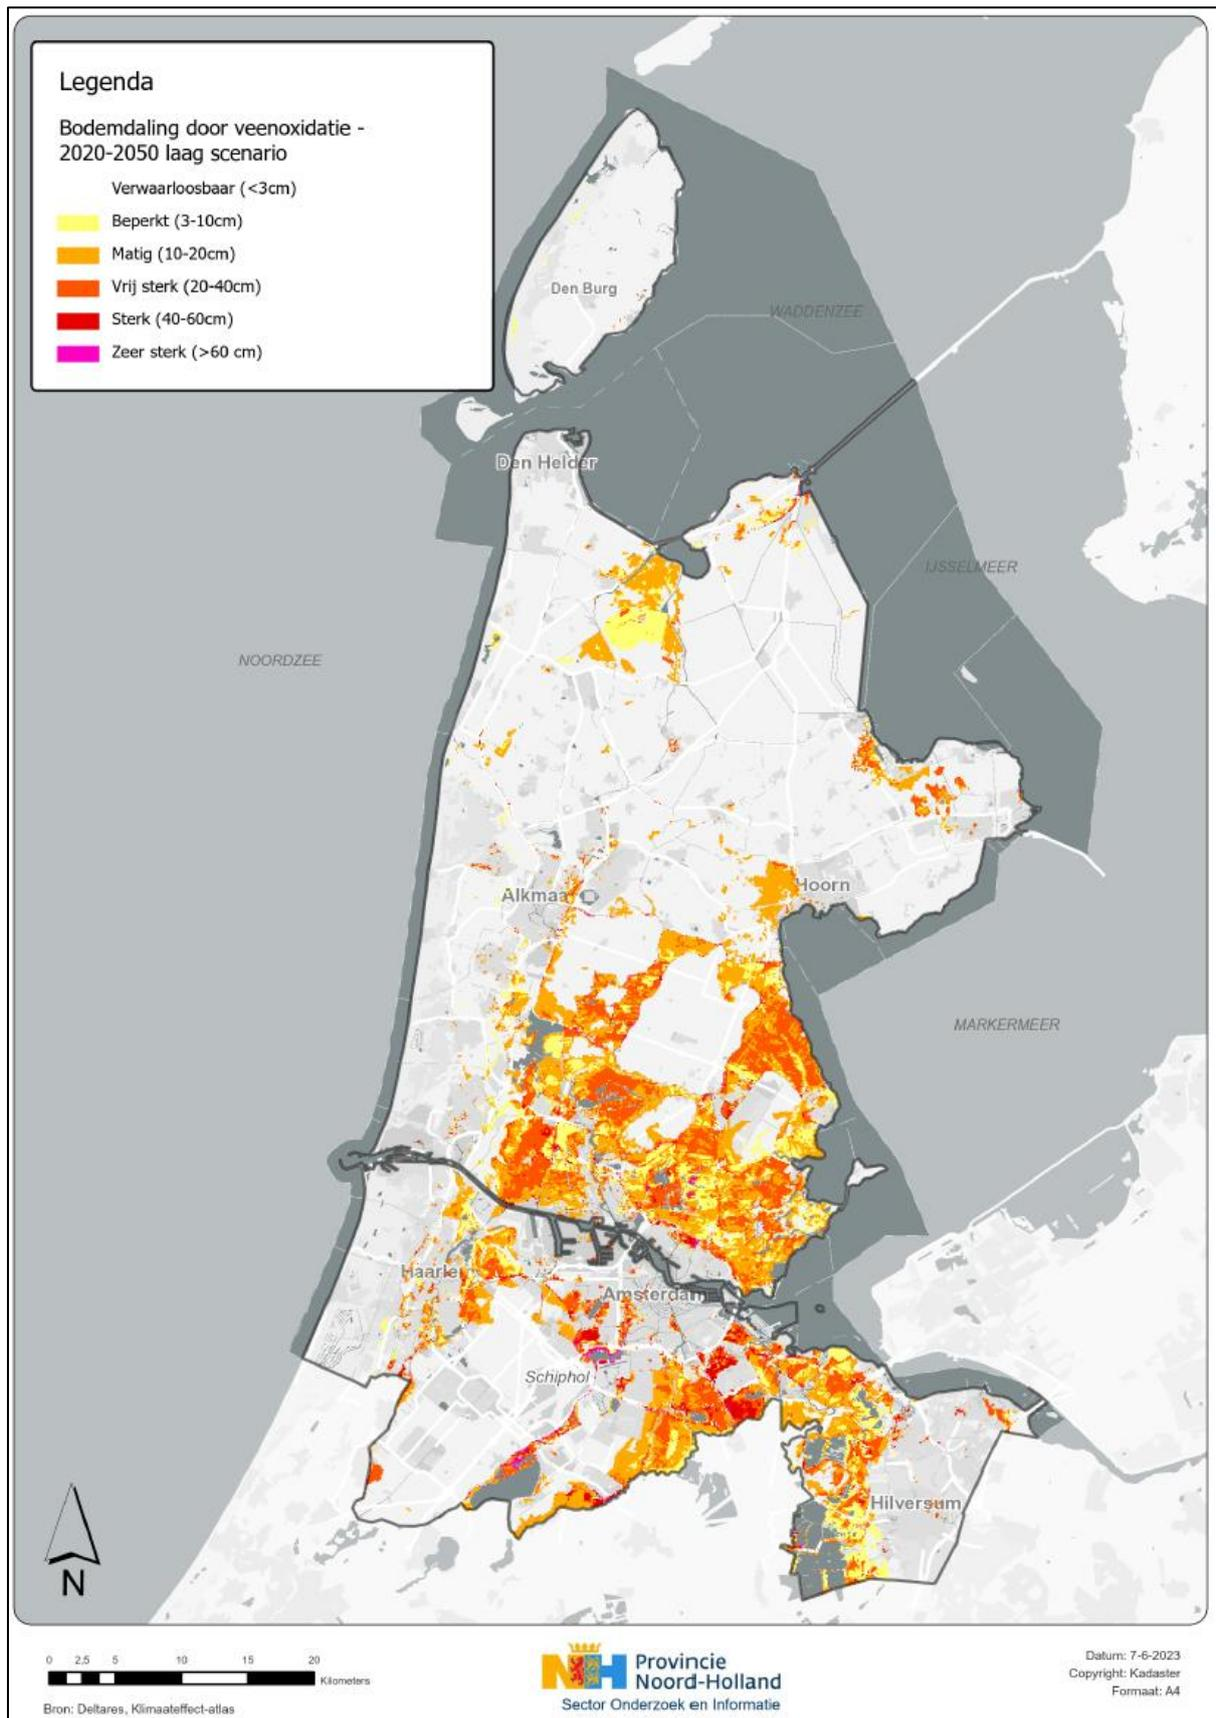 Legenda
Bodemdaling door veenoxidatie -
2020-2050 laag scenario
Verwaarloosbaar (<3cm)
Beperkt (3-10cm)
Matig (10-20cm)
Vrij sterk (20-40cm)
Sterk (40-60cm)
Zeer sterk (>60 cm)
Den Burg
WADDENZEE
Den Helder
IJSSELMEER
NOORDZEE
Alkmaa
Hoorn
MARKERMEER
Haarle
Amsterdam
Schiphol
Hilversum
N
0 2,5 5 10 15 20
Kilometers
Bron: Deltares, Klimaateffect-atlas
NH Provincie
Noord-Holland
Sector Onderzoek en Informatie
Datum: 7-6-2023
Copyright: Kadaster
Formaat: A4